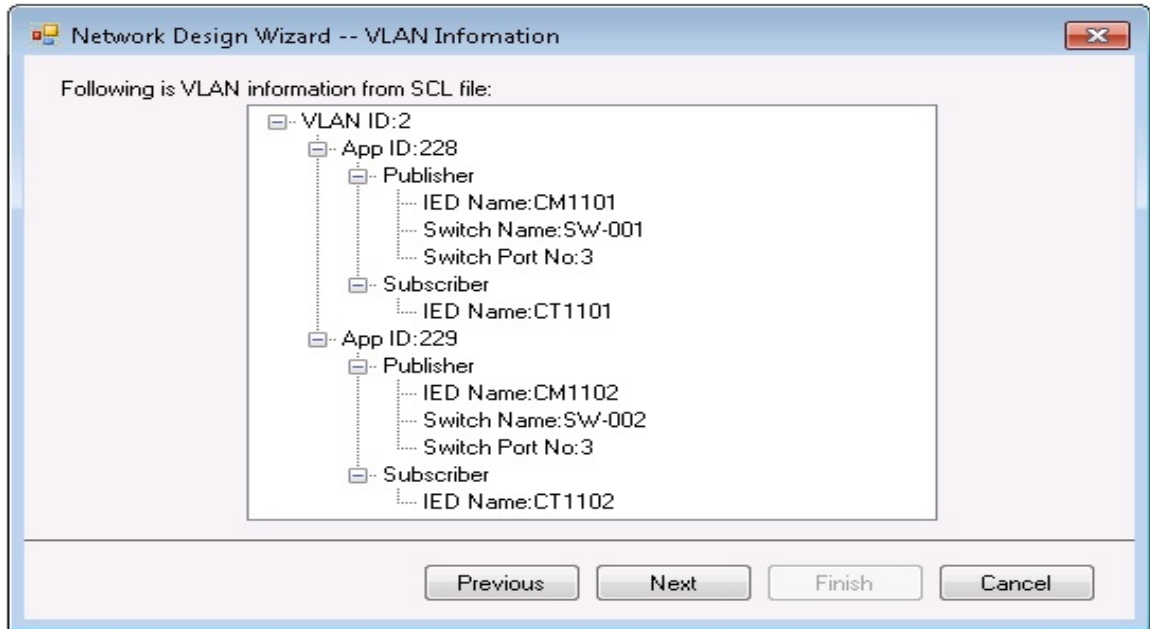 Network Design Wizard -- VLAN Infomation
Following is VLAN information from SCL file:
VLAN ID:2
App ID:228
Publisher
IED Name:CM1101
Switch Name:SW-001
Switch Port No:3
Subscriber
IED Name:CT1101
App ID:229
Publisher
IED Name:CM1102
Switch Name:SW-002
Switch Port No:3
Subscriber
IED Name:CT1102
Previous Next Finish Cancel